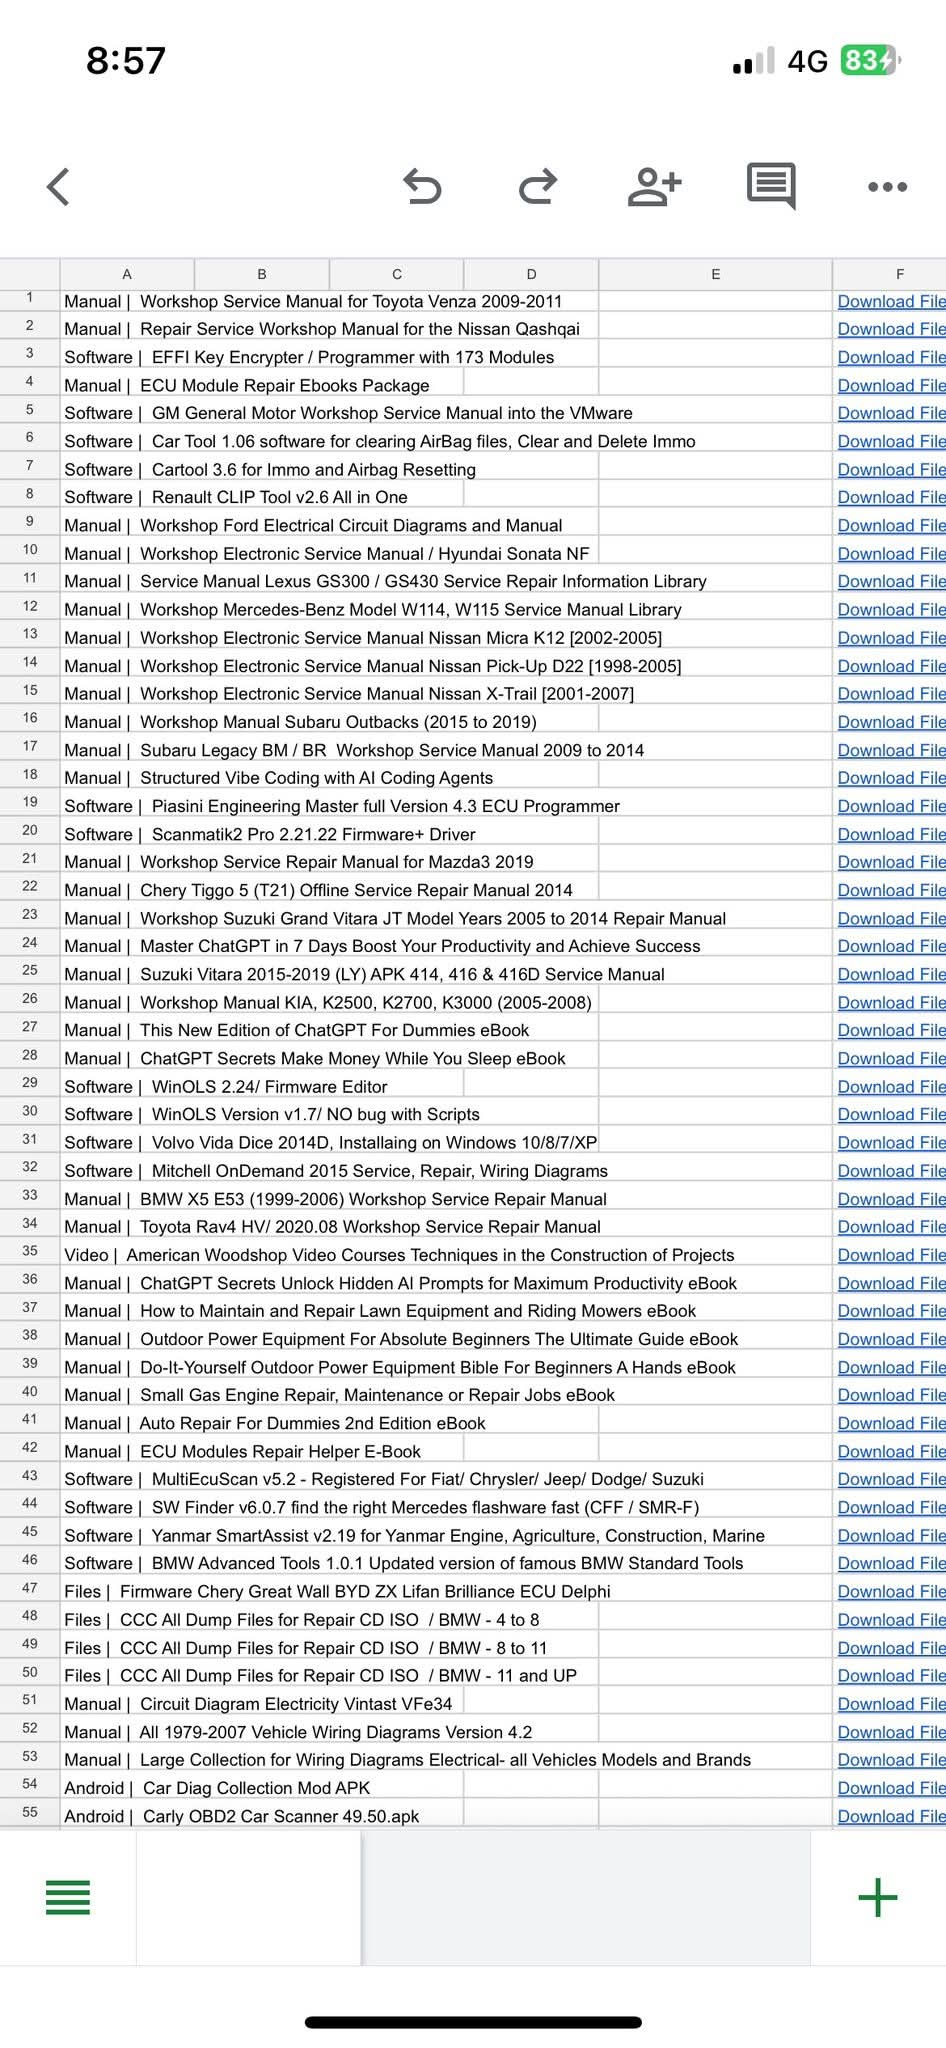 8:57
4G 83
A B C D E F
1 Manual | Workshop Service Manual for Toyota Venza 2009-2011 Download File
2 Manual | Repair Service Workshop Manual for the Nissan Qashqai Download File
3 Software | EFFI Key Encrypter / Programmer with 173 Modules Download File
4 Manual | ECU Module Repair Ebooks Package Download File
5 Software | GM General Motor Workshop Service Manual into the VMware Download File
6 Software | Car Tool 1.06 software for clearing AirBag files, Clear and Delete Immo Download File
7 Software | Cartool 3.6 for Immo and Airbag Resetting Download File
8 Software | Renault CLIP Tool v2.6 All in One Download File
9 Manual | Workshop Ford Electrical Circuit Diagrams and Manual Download File
10 Manual | Workshop Electronic Service Manual / Hyundai Sonata NF Download File
11 Manual | Service Manual Lexus GS300 / GS430 Service Repair Information Library Download File
12 Manual | Workshop Mercedes-Benz Model W114, W115 Service Manual Library Download File
13 Manual | Workshop Electronic Service Manual Nissan Micra K12 [2002-2005] Download File
14 Manual | Workshop Electronic Service Manual Nissan Pick-Up D22 [1998-2005] Download File
15 Manual | Workshop Electronic Service Manual Nissan X-Trail [2001-2007] Download File
16 Manual | Workshop Manual Subaru Outbacks (2015 to 2019) Download File
17 Manual | Subaru Legacy BM / BR Workshop Service Manual 2009 to 2014 Download File
18 Manual | Structured Vibe Coding with AI Coding Agents Download File
19 Software | Piasini Engineering Master full Version 4.3 ECU Programmer Download File
20 Software | Scanmatik2 Pro 2.21.22 Firmware+ Driver Download File
21 Manual | Workshop Service Repair Manual for Mazda3 2019 Download File
22 Manual | Chery Tiggo 5 (T21) Offline Service Repair Manual 2014 Download File
23 Manual | Workshop Suzuki Grand Vitara JT Model Years 2005 to 2014 Repair Manual Download File
24 Manual | Master ChatGPT in 7 Days Boost Your Productivity and Achieve Success Download File
25 Manual | Suzuki Vitara 2015-2019 (LY) APK 414, 416 & 416D Service Manual Download File
26 Manual | Workshop Manual KIA, K2500, K2700, K3000 (2005-2008) Download File
27 Manual | This New Edition of ChatGPT For Dummies eBook Download File
28 Manual | ChatGPT Secrets Make Money While You Sleep eBook Download File
29 Software | WinOLS 2.24/ Firmware Editor Download File
30 Software | WinOLS Version v1.7/ NO bug with Scripts Download File
31 Software | Volvo Vida Dice 2014D, Installaing on Windows 10/8/7/XP Download File
32 Software | Mitchell OnDemand 2015 Service, Repair, Wiring Diagrams Download File
33 Manual | BMW X5 E53 (1999-2006) Workshop Service Repair Manual Download File
34 Manual | Toyota Rav4 HV/ 2020.08 Workshop Service Repair Manual Download File
35 Video | American Woodshop Video Courses Techniques in the Construction of Projects Download File
36 Manual | ChatGPT Secrets Unlock Hidden AI Prompts for Maximum Productivity eBook Download File
37 Manual | How to Maintain and Repair Lawn Equipment and Riding Mowers eBook Download File
38 Manual | Outdoor Power Equipment For Absolute Beginners The Ultimate Guide eBook Download File
39 Manual | Do-It-Yourself Outdoor Power Equipment Bible For Beginners A Hands eBook Download File
40 Manual | Small Gas Engine Repair, Maintenance or Repair Jobs eBook Download File
41 Manual | Auto Repair For Dummies 2nd Edition eBook Download File
42 Manual | ECU Modules Repair Helper E-Book Download File
43 Software | MultiEcuScan v5.2 - Registered For Fiat/ Chrysler/ Jeep/ Dodge/ Suzuki Download File
44 Software | SW Finder v6.0.7 find the right Mercedes flashware fast (CFF / SMR-F) Download File
45 Software | Yanmar SmartAssist v2.19 for Yanmar Engine, Agriculture, Construction, Marine Download File
46 Software | BMW Advanced Tools 1.0.1 Updated version of famous BMW Standard Tools Download File
47 Files | Firmware Chery Great Wall BYD ZX Lifan Brilliance ECU Delphi Download File
48 Files | CCC All Dump Files for Repair CD ISO / BMW - 4 to 8 Download File
49 Files | CCC All Dump Files for Repair CD ISO / BMW - 8 to 11 Download File
50 Files | CCC All Dump Files for Repair CD ISO / BMW - 11 and UP Download File
51 Manual | Circuit Diagram Electricity Vintast VFe34 Download File
52 Manual | All 1979-2007 Vehicle Wiring Diagrams Version 4.2 Download File
53 Manual | Large Collection for Wiring Diagrams Electrical- all Vehicles Models and Brands Download File
54 Android | Car Diag Collection Mod APK Download File
55 Android | Carly OBD2 Car Scanner 49.50.apk Download File